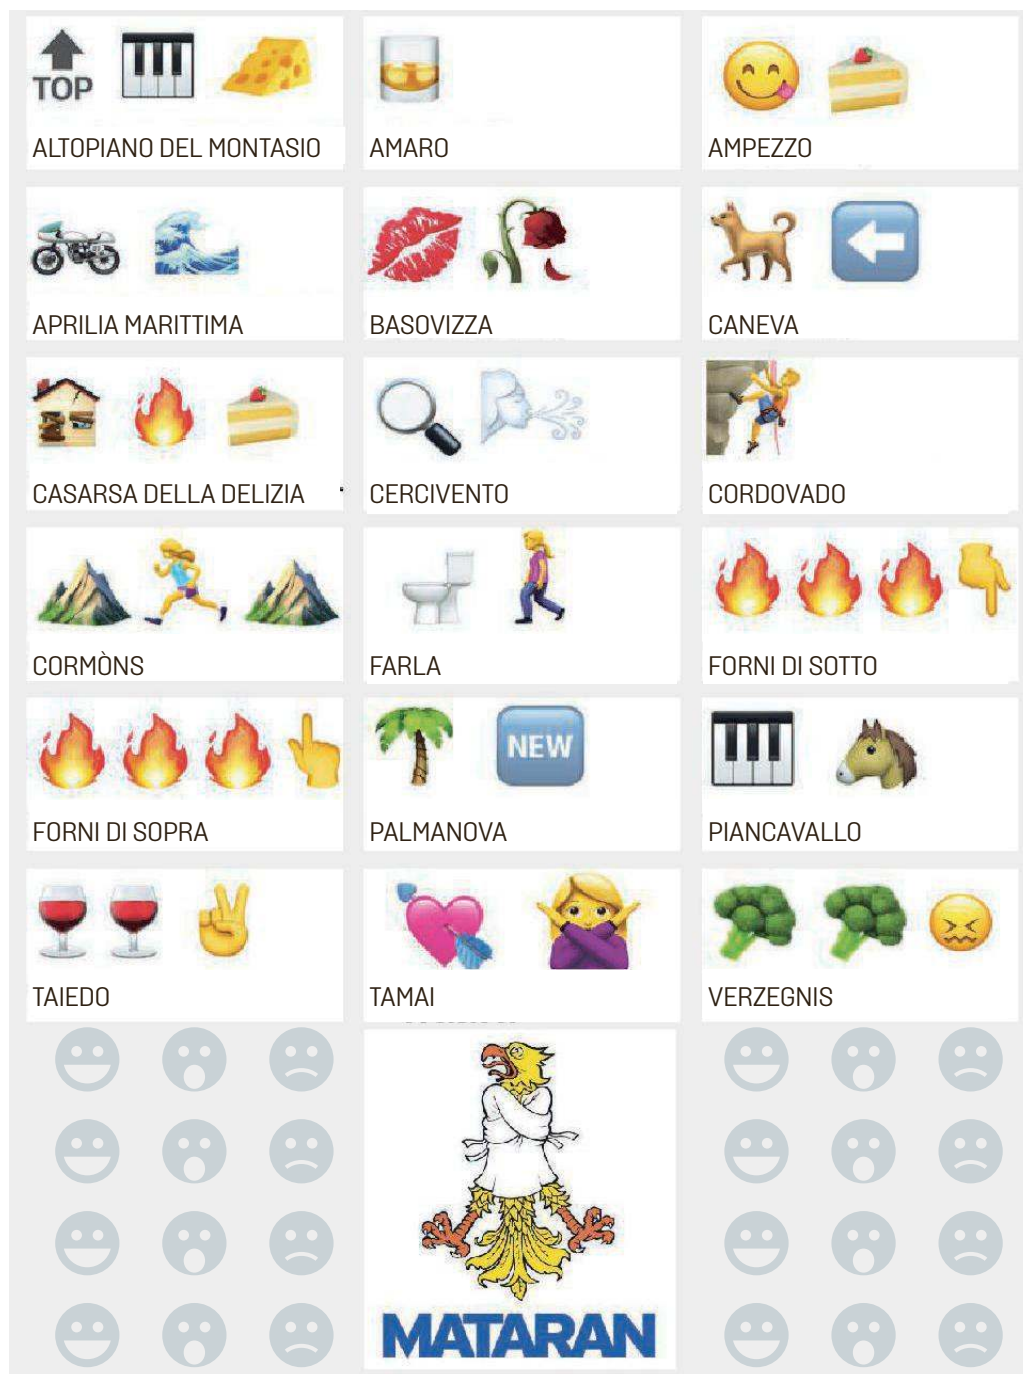 TOP
ALTOPIANO DEL MONTASIO
AMARO
AMPEZZO
APRILIA MARITTIMA
BASOVIZZA
CANEVA
CASARSA DELLA DELIZIA
CERCIVENTO
CORDOVADO
CORMÒNS
FARLA
FORNI DI SOTTO
FORNI DI SOPRA
NEW
PALMANOVA
PIANCAVALLO
TAIEDO
TAMAI
VERZEGNIS
MATARAN